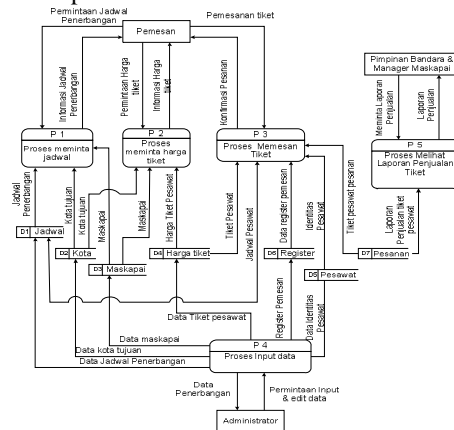 Permintaan Jadwal
Penerbangan
Pemesan
Pemesanan tiket
Informasi Jadwal
Penerbangan
Permintaan Harga
tiket
Informasi Harga
tiket
Konfirmasi Pesanan
Pimpinan Bandara &
Manager Maskapai
Meminta Laporan
Penjualan
Laporan
Penjualan
P 1
Proses meminta
jadwal
P 2
Proses
meminta harga
tiket
P 3
Proses Memesan
Tiket
P 5
Proses Melihat
Laporan Penjualan
Tiket
Jadwal
Penerbangan
Kota tujuan
Kota tujuan
Maskapai
Maskapai
Harga Tiket Pesawat
Tiket Pesawat
Jadwal Pesawat
Data register pemesan
Identitas
Pesawat
Tiket pesawat pesanan
Laporan
Penjualan tiket
pesawat
D1 Jadwal
D2 Kota
D3 Maskapai
D4 Harga tiket
D6 Register
D5 Pesawat
D7 Pesanan
Data Tiket pesawat
Register Pemesan
Data Identitas
Pesawat
Data maskapai
Data kota tujuan
Data Jadwal Penerbangan
P 4
Proses Input data
Data
Penerbangan
Permintaan Input
& edit data
Administrator